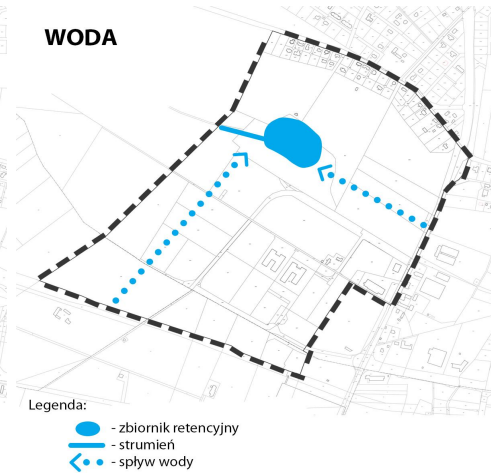 WODA
Legenda:
- zbiornik retencyjny
- strumień
- spływ wody